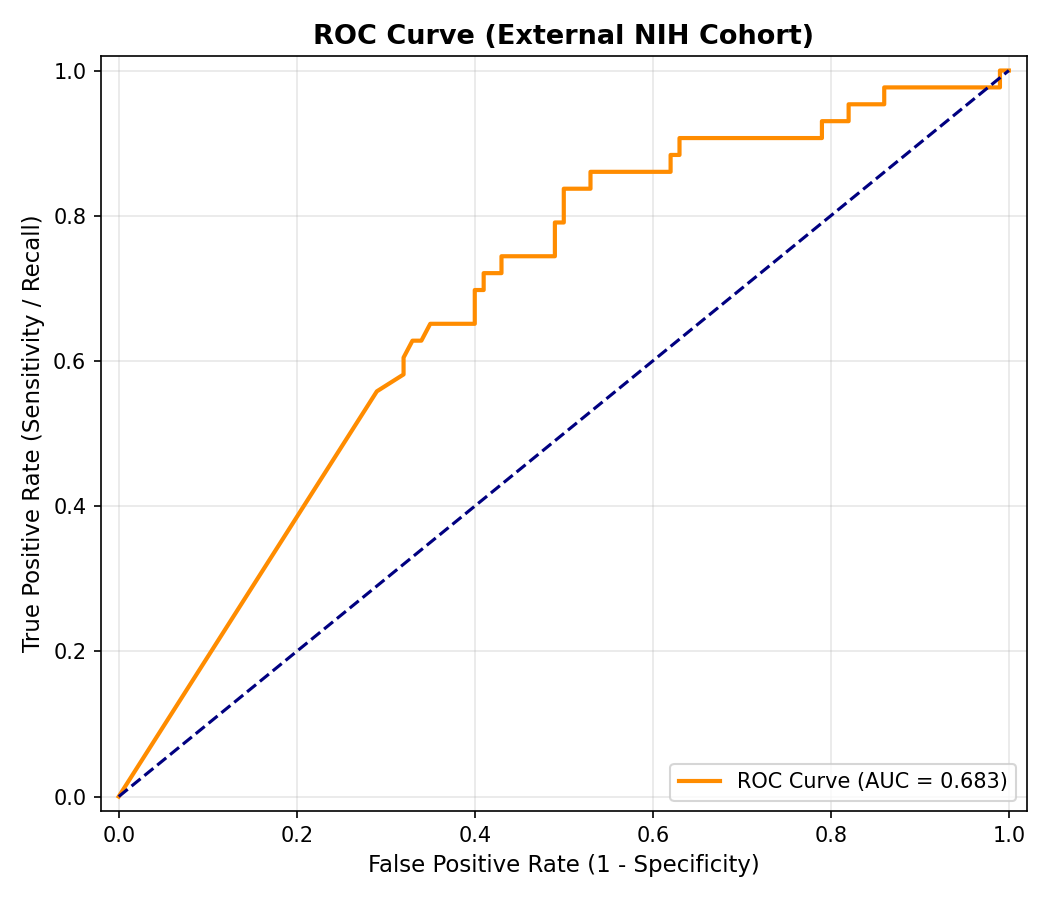 ROC Curve (External NIH Cohort)
True Positive Rate (Sensitivity / Recall)
1.0
0.8
0.6
0.4
0.2
0.0
0.0 0.2 0.4 0.6 0.8 1.0
False Positive Rate (1 - Specificity)
ROC Curve (AUC = 0.683)